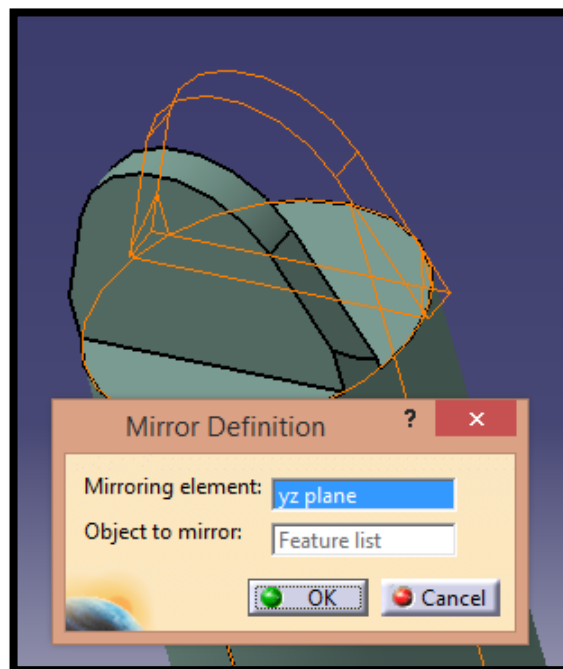 Mirror Definition ?
Mirroring element: yz plane
Object to mirror: Feature list
OK Cancel